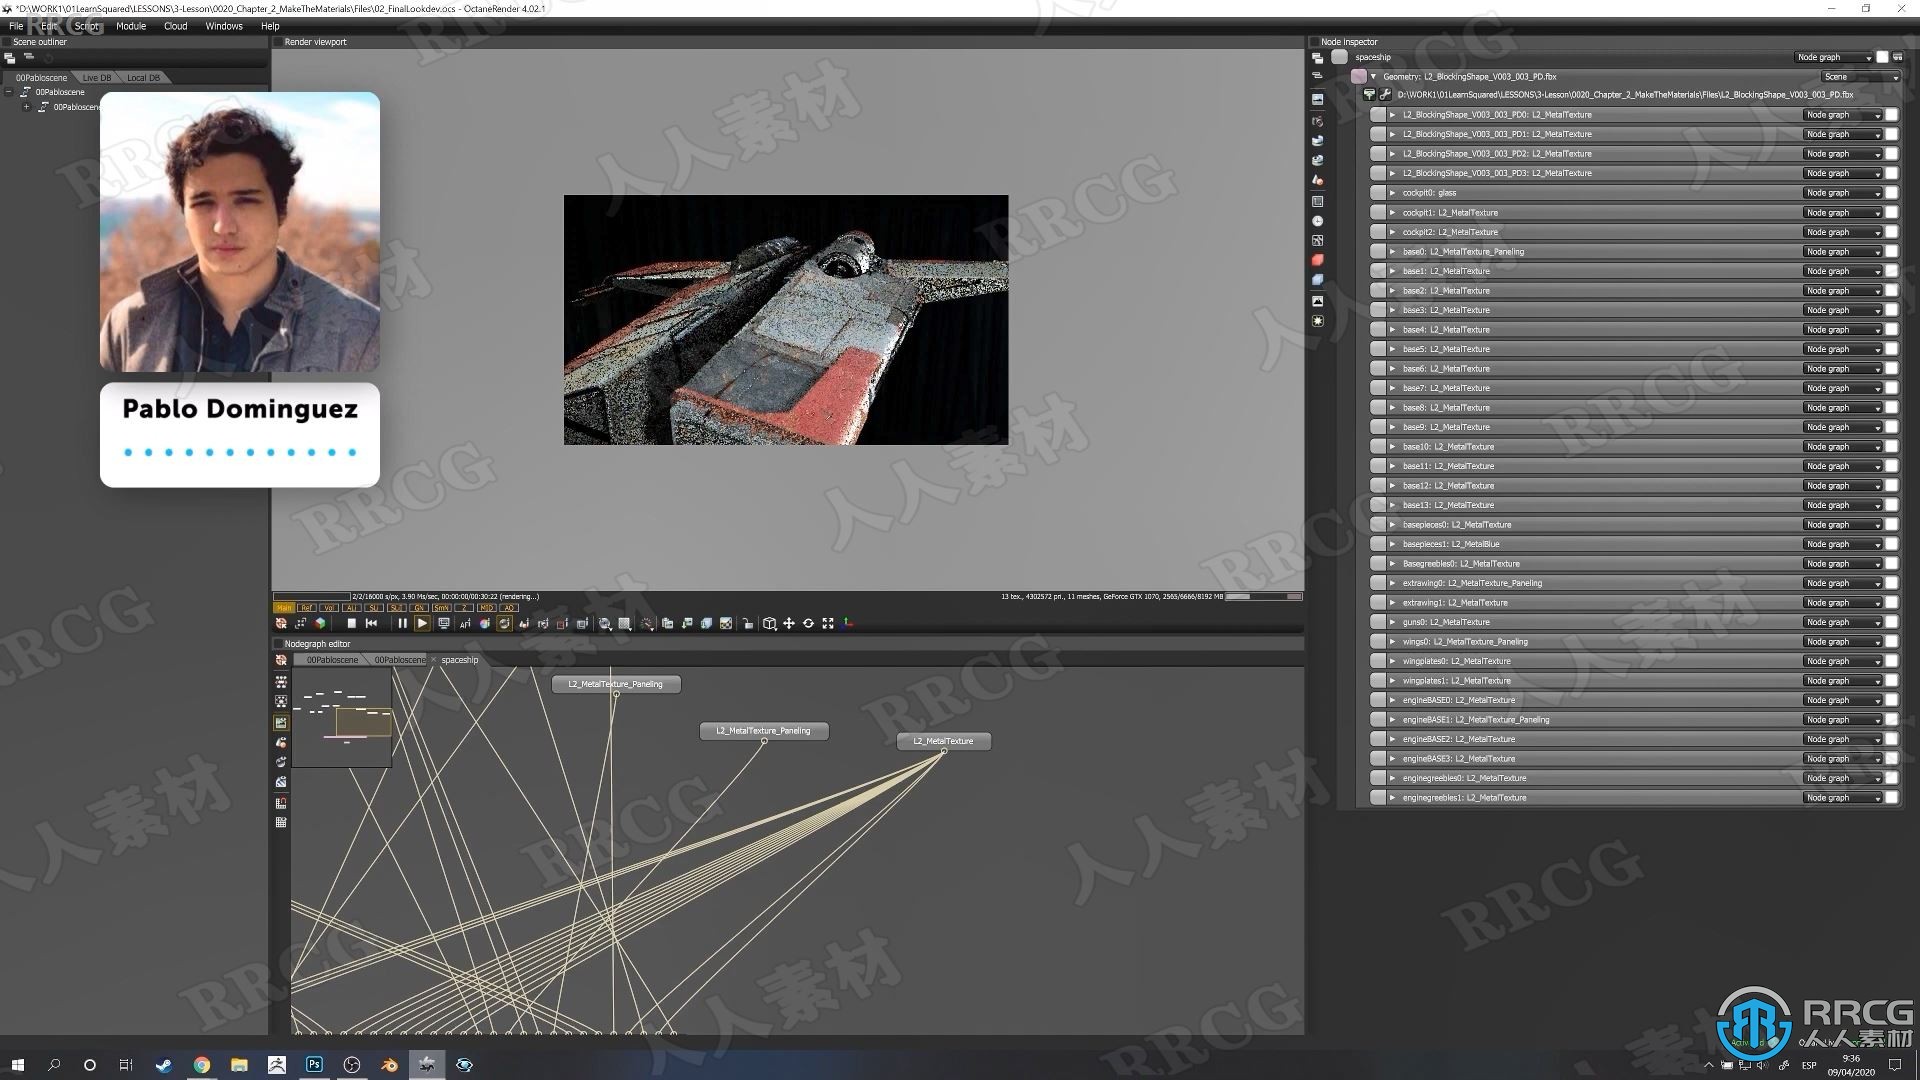 *D:\WORK1\01LearnSquared\LESSONS\3-Lesson\0020_Chapter_2_MakeTheMaterials\Files\02_FinalLookdev.ocs - OctaneRender 4.02.1
File Edit Script Module Cloud Windows Help
Scene outliner
00Pabloscene Live DB Local DB
00Pabloscene
00Pabloscene
Pablo Dominguez
Render viewport
2/2/16000 s/px, 3.90 Ms/sec, 00:00:00/00:30:22 (rendering...)
13 tex., 4302572 pri., 11 meshes, GeForce GTX 1070, 2565/6666/8192 MB
Main Ref Vol ALi SLi SLiI GN SmN Z MID AO
Nodegraph editor
00Pabloscene 00Pabloscene spaceship
L2_MetalTexture_Paneling
L2_MetalTexture_Paneling
L2_MetalTexture
Node Inspector
spaceship Node graph
Geometry: L2_BlockingShape_V003_003_PD.fbx Scene
D:\WORK1\01LearnSquared\LESSONS\3-Lesson\0020_Chapter_2_MakeTheMaterials\Files\L2_BlockingShape_V003_003_PD.fbx
L2_BlockingShape_V003_003_PD0: L2_MetalTexture Node graph
L2_BlockingShape_V003_003_PD1: L2_MetalTexture Node graph
L2_BlockingShape_V003_003_PD2: L2_MetalTexture Node graph
L2_BlockingShape_V003_003_PD3: L2_MetalTexture Node graph
cockpit0: glass Node graph
cockpit1: L2_MetalTexture Node graph
cockpit2: L2_MetalTexture Node graph
base0: L2_MetalTexture_Paneling Node graph
base1: L2_MetalTexture Node graph
base2: L2_MetalTexture Node graph
base3: L2_MetalTexture Node graph
base4: L2_MetalTexture Node graph
base5: L2_MetalTexture Node graph
base6: L2_MetalTexture Node graph
base7: L2_MetalTexture Node graph
base8: L2_MetalTexture Node graph
base9: L2_MetalTexture Node graph
base10: L2_MetalTexture Node graph
base11: L2_MetalTexture Node graph
base12: L2_MetalTexture Node graph
base13: L2_MetalTexture Node graph
basepieces0: L2_MetalTexture Node graph
basepieces1: L2_MetalBlue Node graph
Basegreebles0: L2_MetalTexture Node graph
extrawing0: L2_MetalTexture_Paneling Node graph
extrawing1: L2_MetalTexture Node graph
guns0: L2_MetalTexture Node graph
wings0: L2_MetalTexture_Paneling Node graph
wingplates0: L2_MetalTexture Node graph
wingplates1: L2_MetalTexture Node graph
engineBASE0: L2_MetalTexture Node graph
engineBASE1: L2_MetalTexture_Paneling Node graph
engineBASE2: L2_MetalTexture Node graph
engineBASE3: L2_MetalTexture Node graph
enginegreebles0: L2_MetalTexture Node graph
enginegreebles1: L2_MetalTexture Node graph
RRCG
人人素材
ESP
9:36
09/04/2020